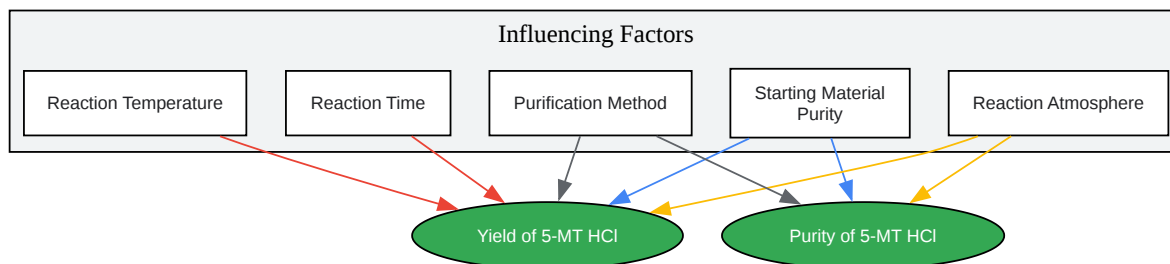 Influencing Factors
Reaction Temperature
Reaction Time
Purification Method
Starting Material
Purity
Reaction Atmosphere
Yield of 5-MT HCl
Purity of 5-MT HCl